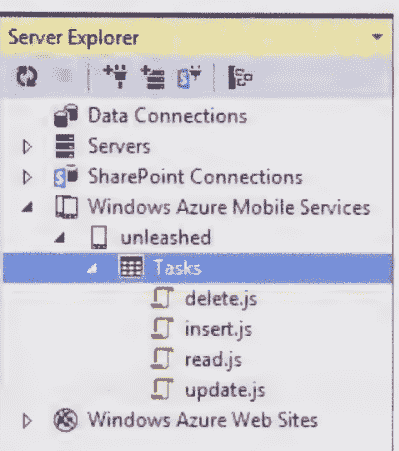 Server Explorer
Data Connections
Servers
SharePoint Connections
Windows Azure Mobile Services
unleashed
Tasks
delete.js
insert.js
read.js
update.js
Windows Azure Web Sites